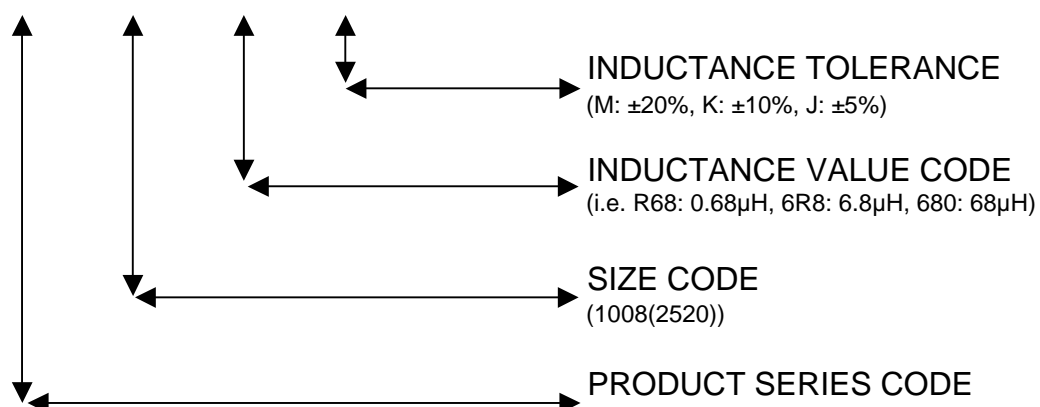 INDUCTANCE TOLERANCE
(M: ±20%, K: ±10%, J: ±5%)
INDUCTANCE VALUE CODE
(i.e. R68: 0.68µH, 6R8: 6.8µH, 680: 68µH)
SIZE CODE
(1008(2520))
PRODUCT SERIES CODE